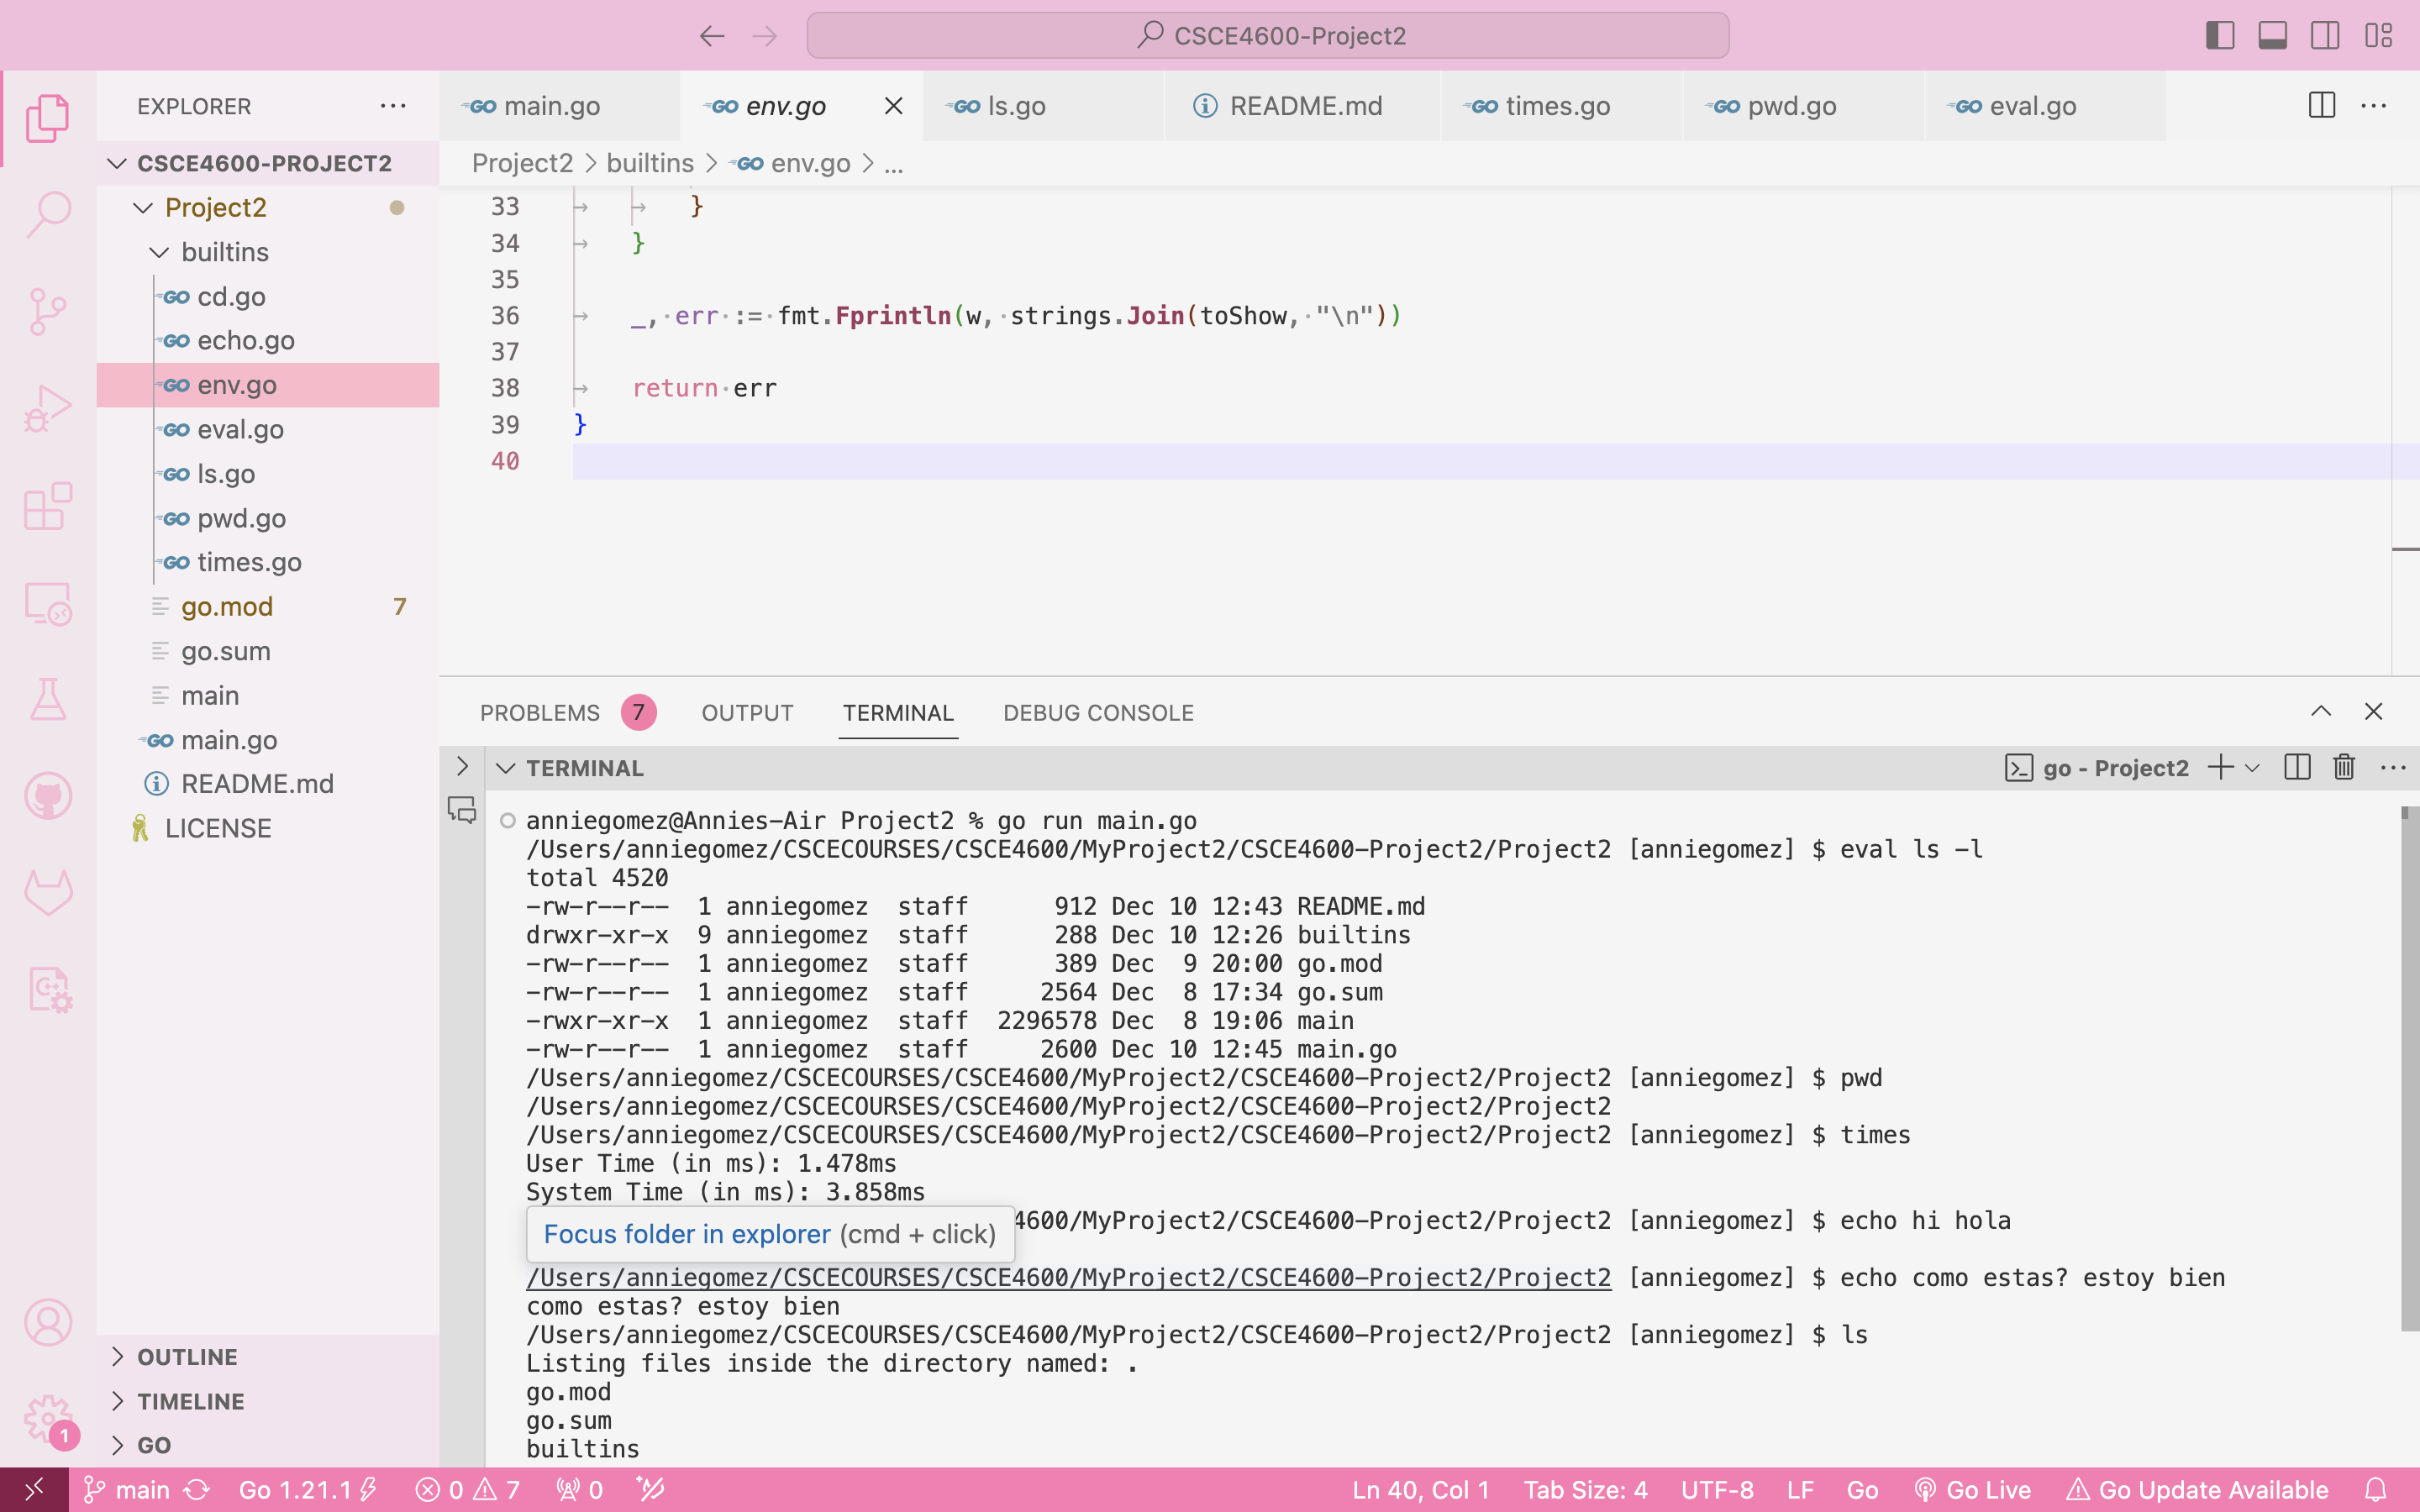 CSCE4600-Project2
EXPLORER
main.go
env.go
ls.go
README.md
times.go
pwd.go
eval.go
CSCE4600-PROJECT2
Project2 > builtins > env.go > ...
Project2
builtins
cd.go
echo.go
env.go
eval.go
ls.go
pwd.go
times.go
go.mod 7
go.sum
main
main.go
README.md
LICENSE
OUTLINE
TIMELINE
GO
33 }
34 }
35
36 _, err := fmt.Fprintln(w, strings.Join(toShow, "\n"))
37
38 return err
39 }
40
PROBLEMS 7 OUTPUT TERMINAL DEBUG CONSOLE
TERMINAL
go - Project2
anniegomez@Annies-Air Project2 % go run main.go
/Users/anniegomez/CSCECOURSES/CSCE4600/MyProject2/CSCE4600-Project2/Project2 [anniegomez] $ eval ls -l
total 4520
-rw-r--r-- 1 anniegomez staff 912 Dec 10 12:43 README.md
drwxr-xr-x 9 anniegomez staff 288 Dec 10 12:26 builtins
-rw-r--r-- 1 anniegomez staff 389 Dec 9 20:00 go.mod
-rw-r--r-- 1 anniegomez staff 2564 Dec 8 17:34 go.sum
-rwxr-xr-x 1 anniegomez staff 2296578 Dec 8 19:06 main
-rw-r--r-- 1 anniegomez staff 2600 Dec 10 12:45 main.go
/Users/anniegomez/CSCECOURSES/CSCE4600/MyProject2/CSCE4600-Project2/Project2 [anniegomez] $ pwd
/Users/anniegomez/CSCECOURSES/CSCE4600/MyProject2/CSCE4600-Project2/Project2
/Users/anniegomez/CSCECOURSES/CSCE4600/MyProject2/CSCE4600-Project2/Project2 [anniegomez] $ times
User Time (in ms): 1.478ms
System Time (in ms): 3.858ms
4600/MyProject2/CSCE4600-Project2/Project2 [anniegomez] $ echo hi hola
Focus folder in explorer (cmd + click)
/Users/anniegomez/CSCECOURSES/CSCE4600/MyProject2/CSCE4600-Project2/Project2 [anniegomez] $ echo como estas? estoy bien
como estas? estoy bien
/Users/anniegomez/CSCECOURSES/CSCE4600/MyProject2/CSCE4600-Project2/Project2 [anniegomez] $ ls
Listing files inside the directory named: .
go.mod
go.sum
builtins
1
main Go 1.21.1 0 7 0 Ln 40, Col 1 Tab Size: 4 UTF-8 LF Go Go Live Go Update Available